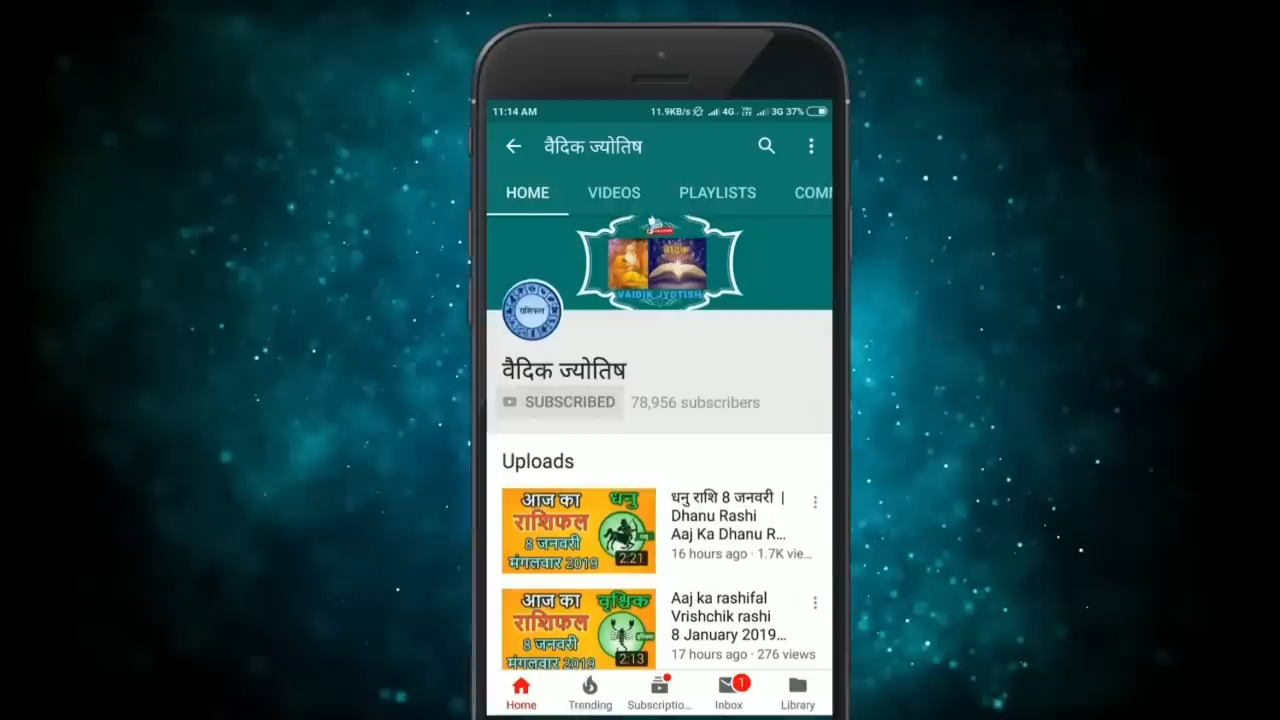 11:14 AM
11.9KB/s 4G VoLTE 3G 37%
वैदिक ज्योतिष
HOME VIDEOS PLAYLISTS COMM
वैदिक
VAIDIK JYOTISH
राशिफल
वैदिक ज्योतिष
SUBSCRIBED 78,956 subscribers
Uploads
आज का धनु
राशिफल
8 जनवरी
मंगलवार 2019
2:21
धनु राशि 8 जनवरी |
Dhanu Rashi
Aaj Ka Dhanu R...
16 hours ago · 1.7K vie...
आज का वृश्चिक
राशिफल
8 जनवरी
मंगलवार 2019
2:13
Aaj ka rashifal
Vrishchik rashi
8 January 2019...
17 hours ago · 276 views
1
Home Trending Subscriptio... Inbox Library